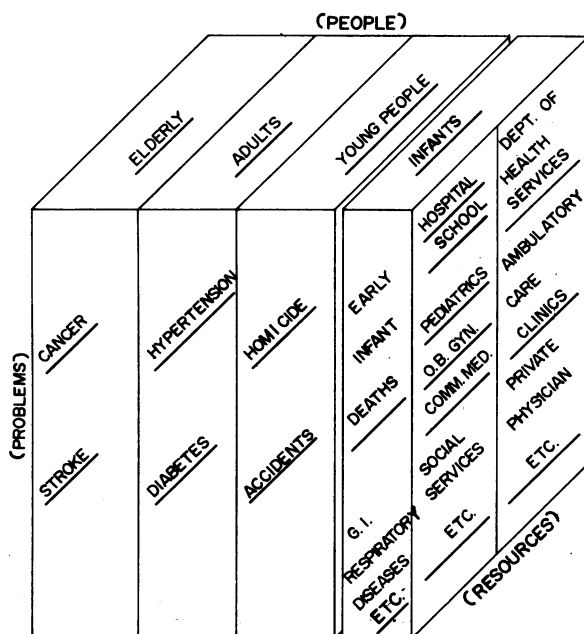 (PEOPLE)
ELDERLY
ADULTS
YOUNG PEOPLE
INFANTS
(PROBLEMS)
CANCER
STROKE
HYPERTENSION
DIABETES
HOMICIDE
ACCIDENTS
EARLY
INFANT
DEATHS
G. I.
RESPIRATORY
DISEASES
ETC.-
HOSPITAL
SCHOOL
PEDIATRICS
O.B. GYN.
COMM. MED.
SOCIAL
SERVICES
ETC.
DEPT. OF
HEALTH
SERVICES
AMBULATORY
CARE
CLINICS
PRIVATE
PHYSICIAN
ETC.
(RESOURCES)